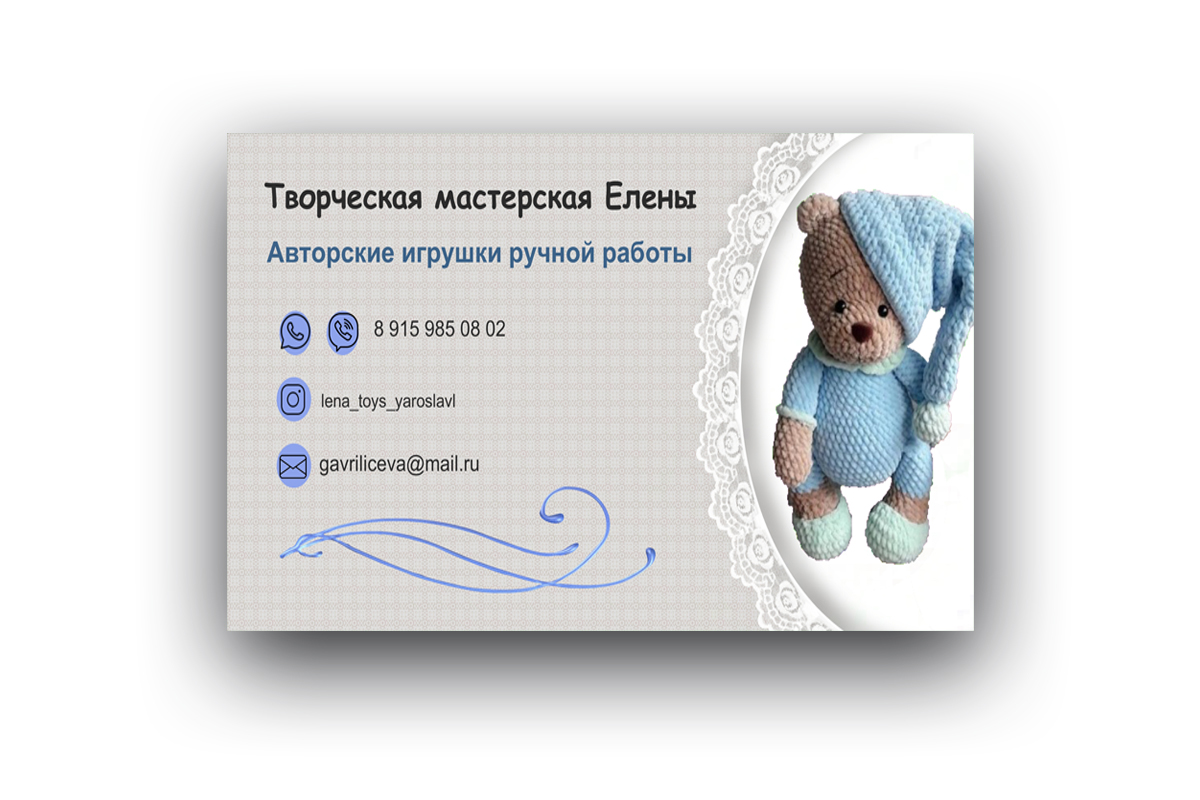 Творческая мастерская Елены
Авторские игрушки ручной работы
8 915 985 08 02
lena_toys_yaroslavl
gavriliceva@mail.ru